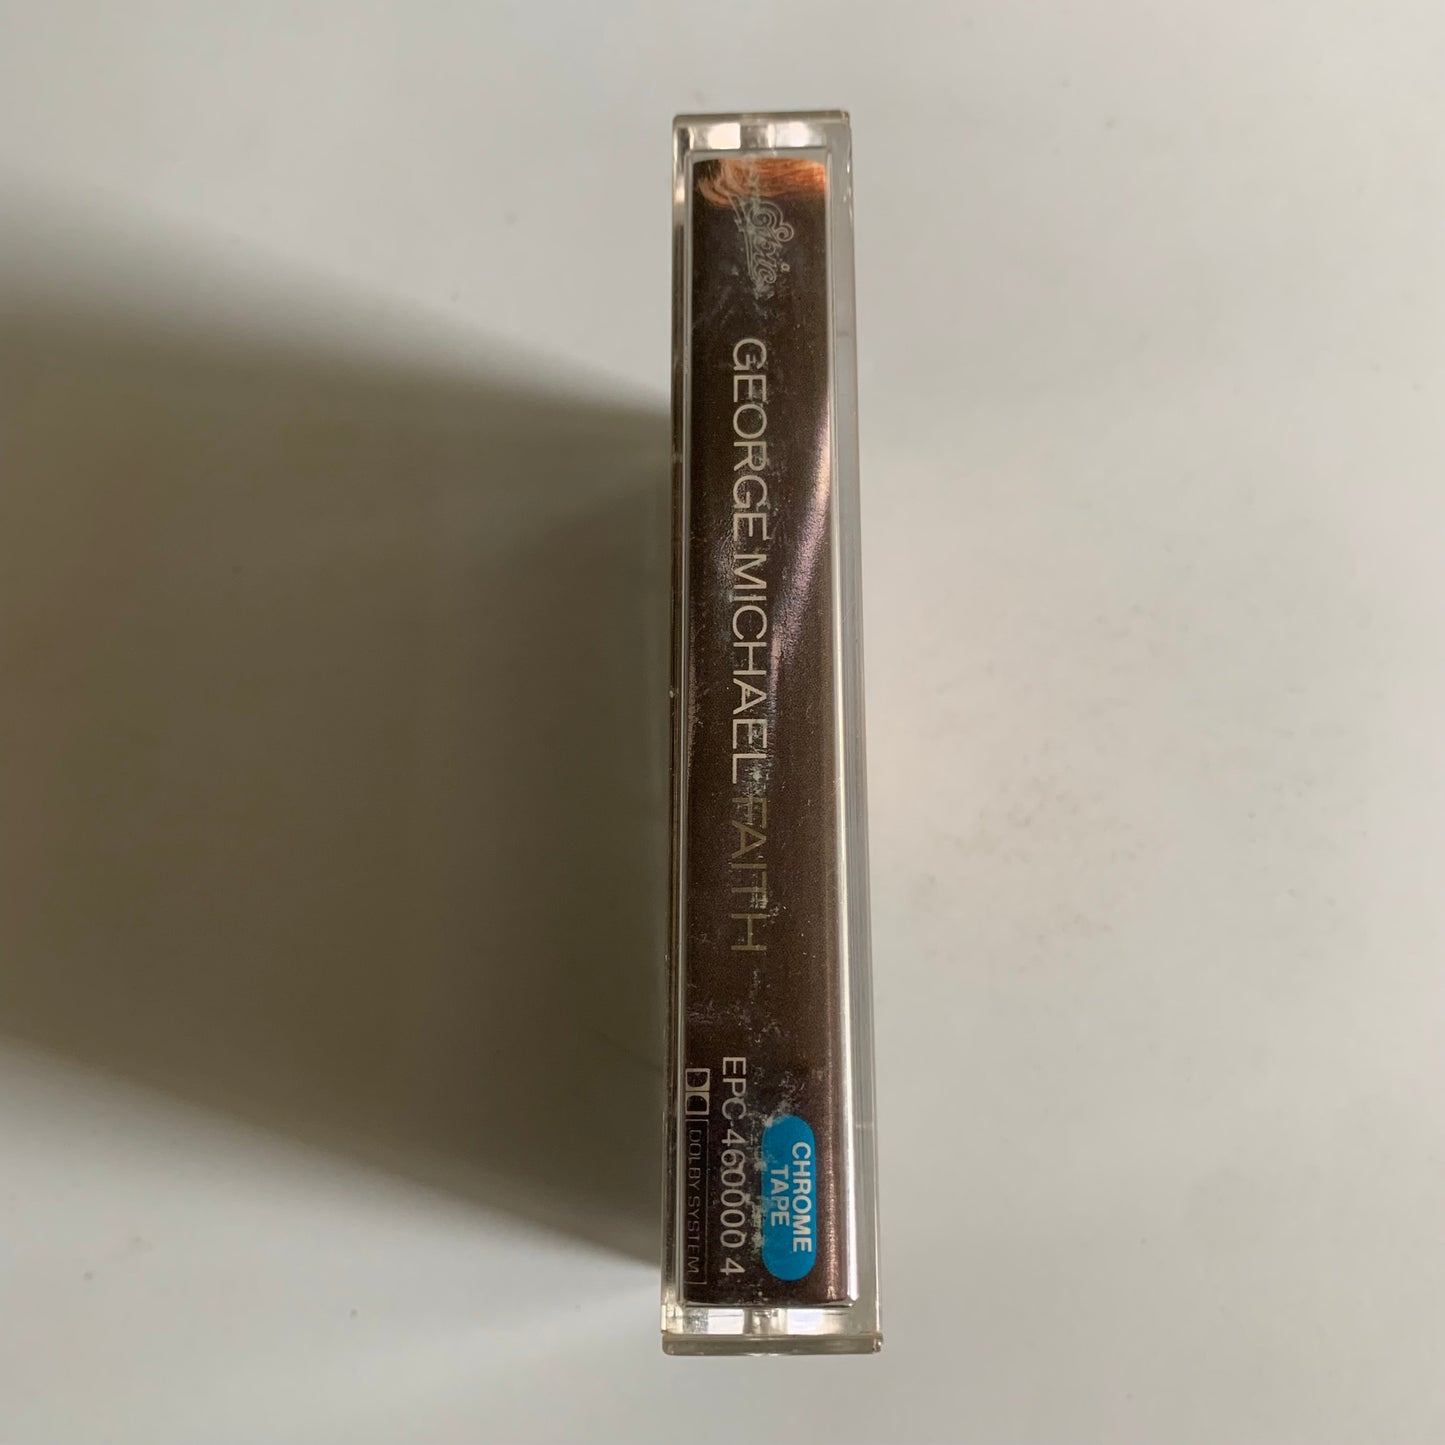 Epic
GEORGE MICHAEL FAITH
EPC 460000 4
DOLBY SYSTEM
CHROME
TAPE